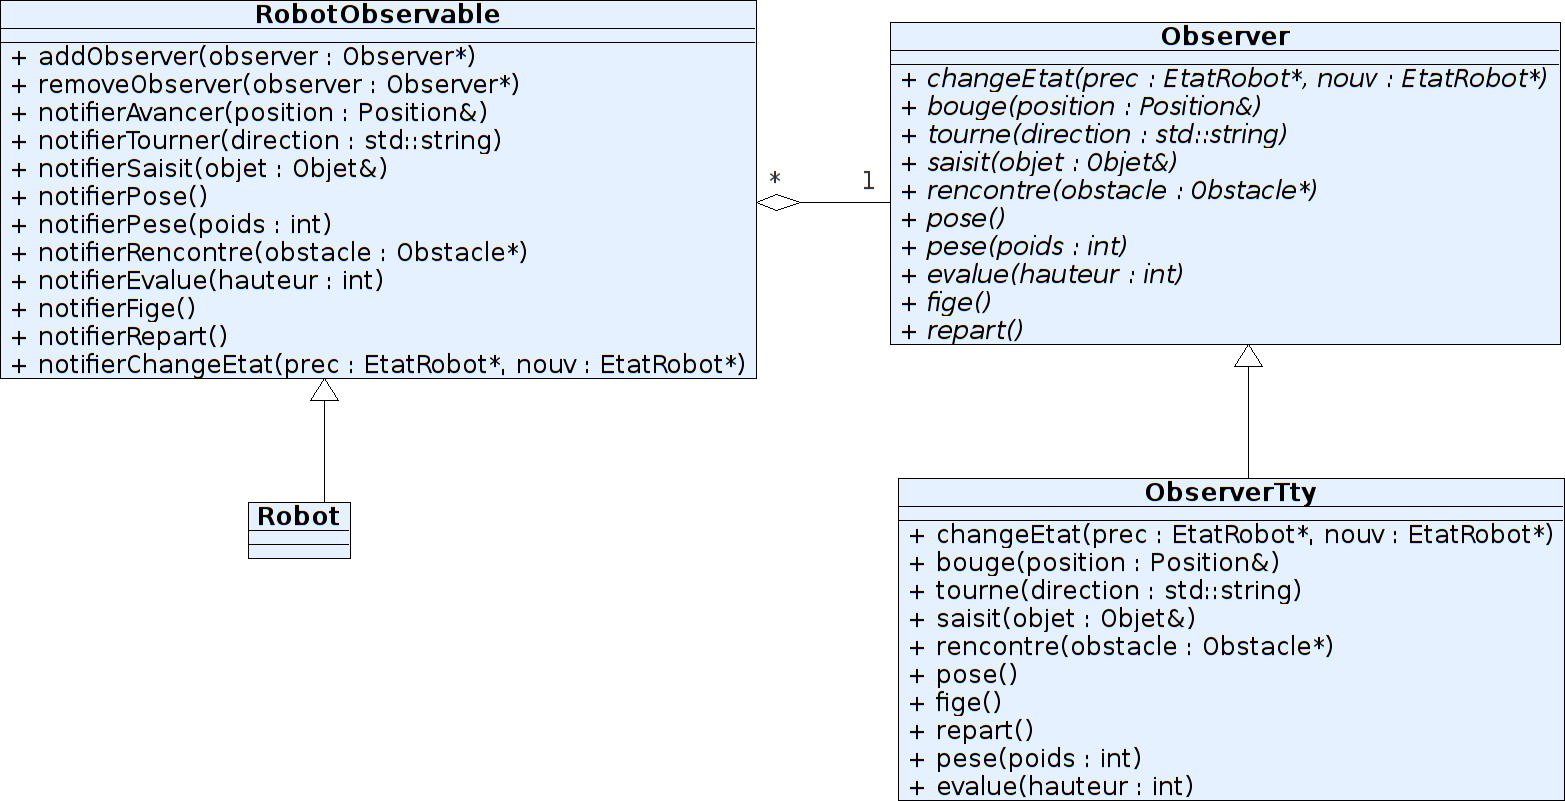 RobotObservable
+ addObserver(observer : Observer*)
+ removeObserver(observer : Observer*)
+ notifierAvancer(position : Position&)
+ notifierTourner(direction : std::string)
+ notifierSaisit(objet : Objet&)
+ notifierPose()
+ notifierPese(poids : int)
+ notifierRencontre(obstacle : Obstacle*)
+ notifierEvalue(hauteur : int)
+ notifierFige()
+ notifierRepart()
+ notifierChangeEtat(prec : EtatRobot*, nouv : EtatRobot*)
* 1
Observer
+ changeEtat(prec : EtatRobot*, nouv : EtatRobot*)
+ bouge(position : Position&)
+ tourne(direction : std::string)
+ saisit(objet : Objet&)
+ rencontre(obstacle : Obstacle*)
+ pose()
+ pese(poids : int)
+ evalue(hauteur : int)
+ fige()
+ repart()
Robot
ObserverTty
+ changeEtat(prec : EtatRobot*, nouv : EtatRobot*)
+ bouge(position : Position&)
+ tourne(direction : std::string)
+ saisit(objet : Objet&)
+ rencontre(obstacle : Obstacle*)
+ pose()
+ fige()
+ repart()
+ pese(poids : int)
+ evalue(hauteur : int)